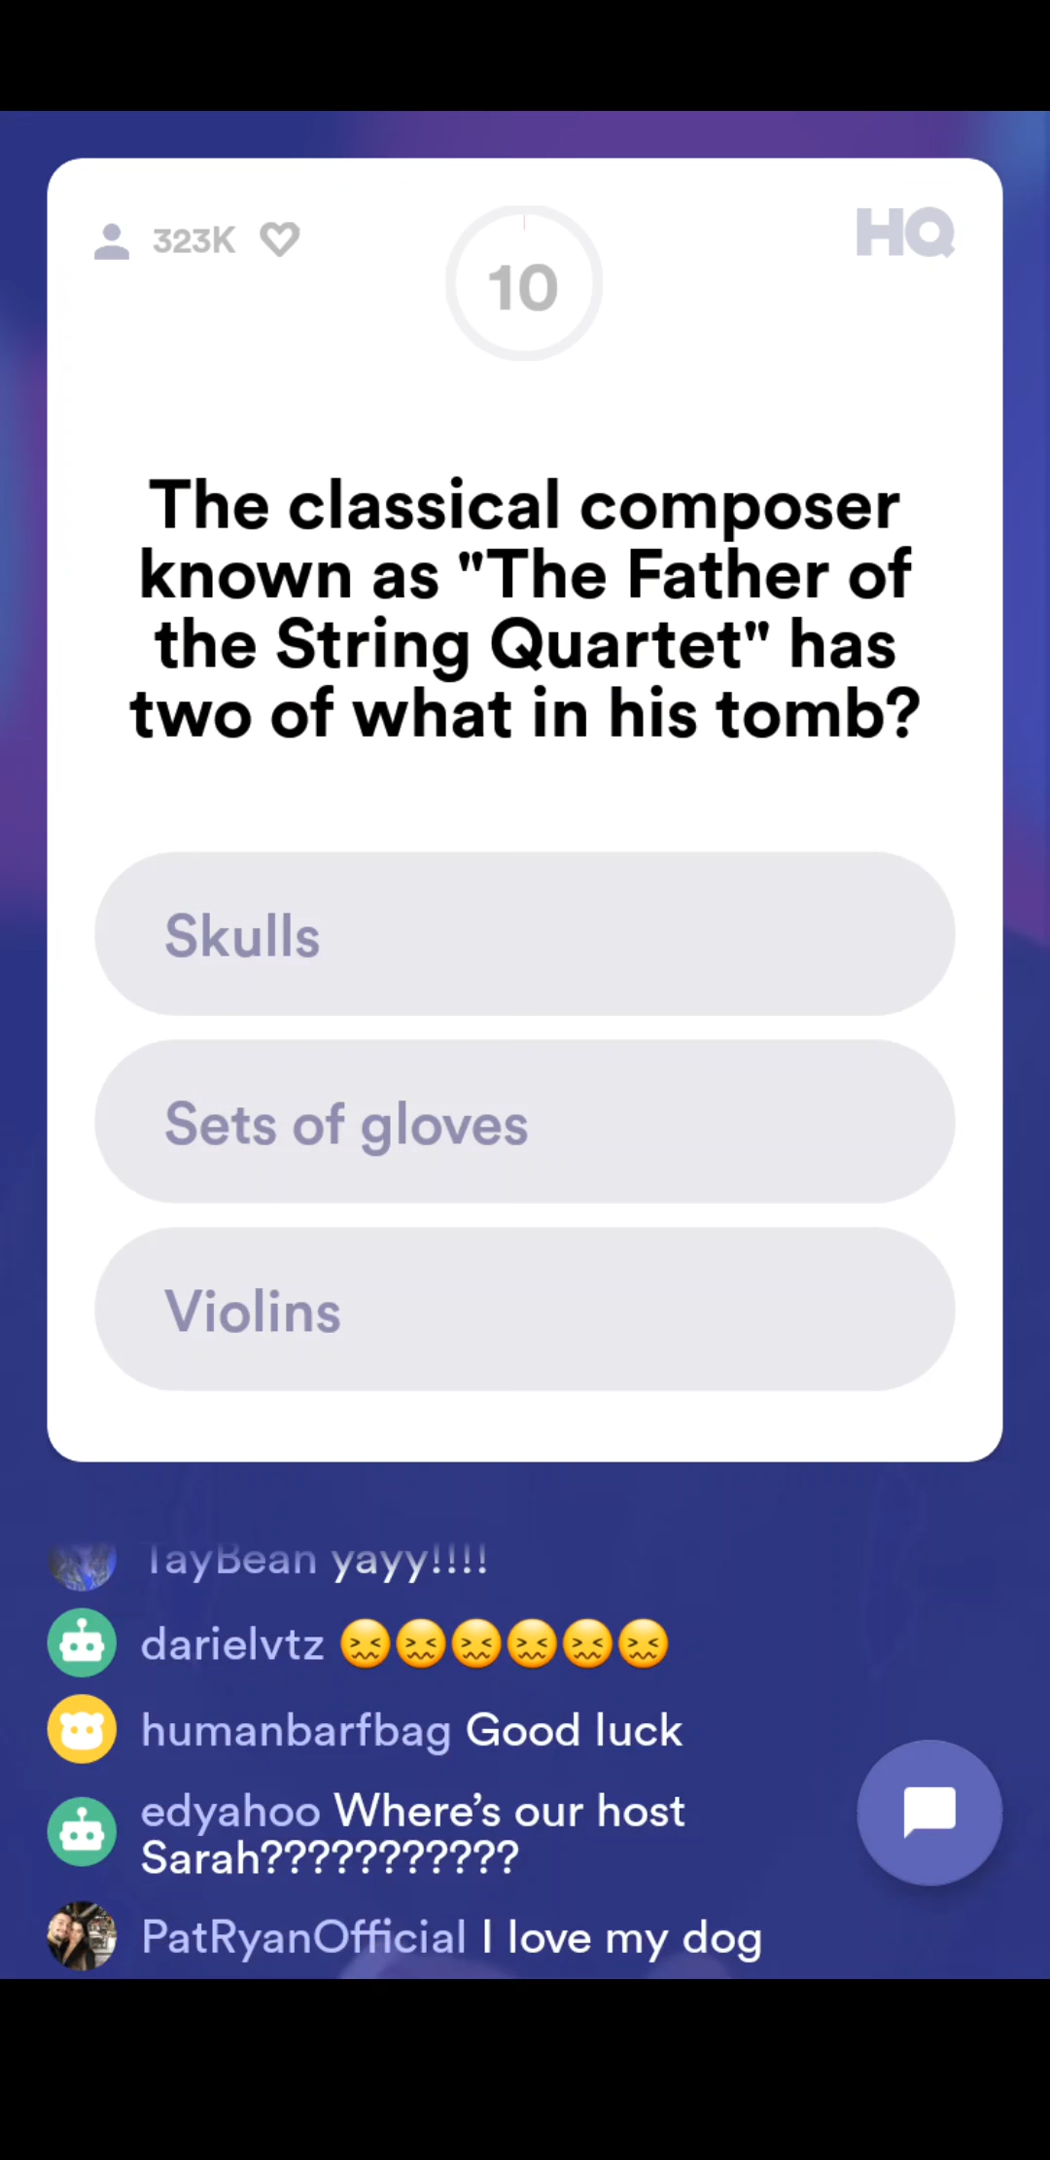 323K
10
HQ
The classical composer
known as "The Father of
the String Quartet" has
two of what in his tomb?
Skulls
Sets of gloves
Violins
TayBean yayy!!!!
darielvtz 😖😖😖😖😖😖
humanbarfbag Good luck
edyahoo Where’s our host
Sarah???????????
PatRyanOfficial I love my dog